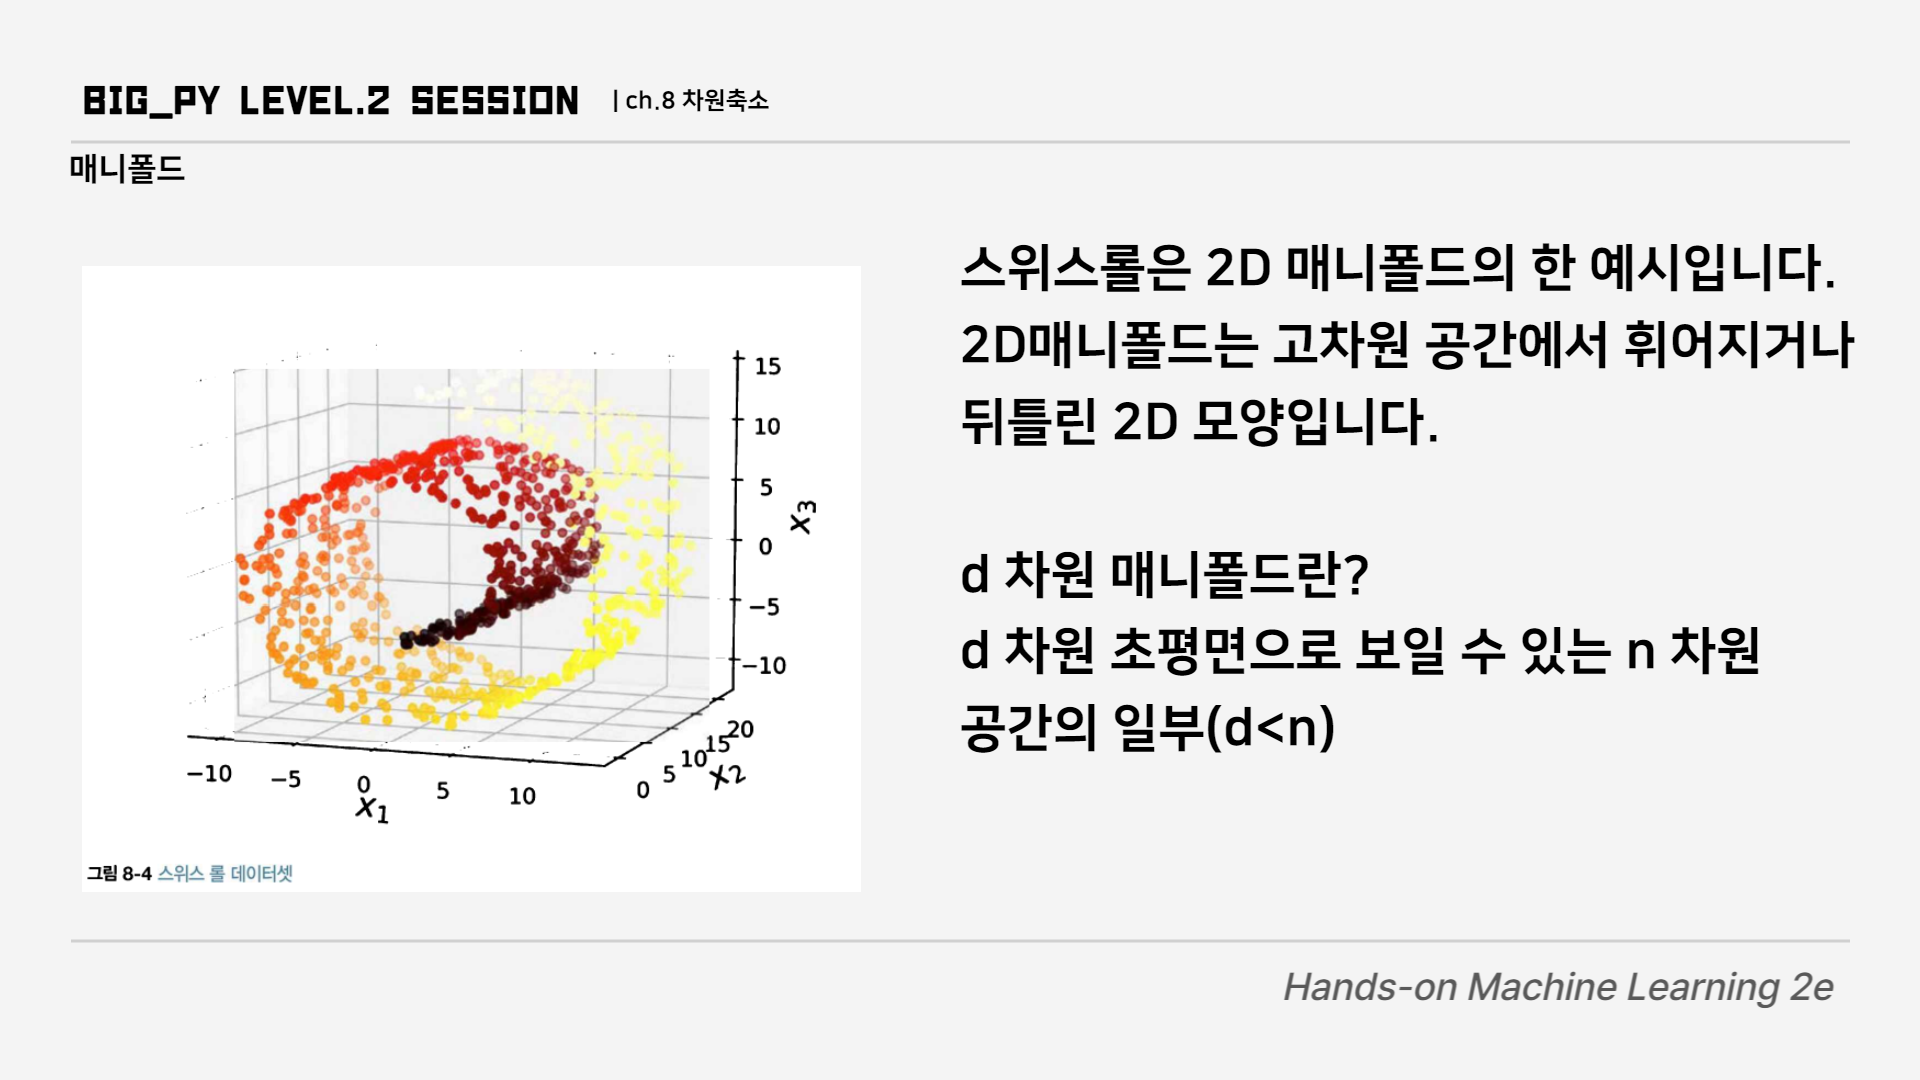 BIG_PY LEVEL.2 SESSION | ch.8 차원축소
매니폴드
스위스롤은 2D 매니폴드의 한 예시입니다.
2D매니폴드는 고차원 공간에서 휘어지거나
뒤틀린 2D 모양입니다.
d 차원 매니폴드란?
d 차원 초평면으로 보일 수 있는 n 차원
공간의 일부(d<n)
15
10
5
0
−5
−10
x3
−10 −5 0 5 10
x1
0 5 10 15 20
x2
그림 8-4 스위스 롤 데이터셋
Hands-on Machine Learning 2e